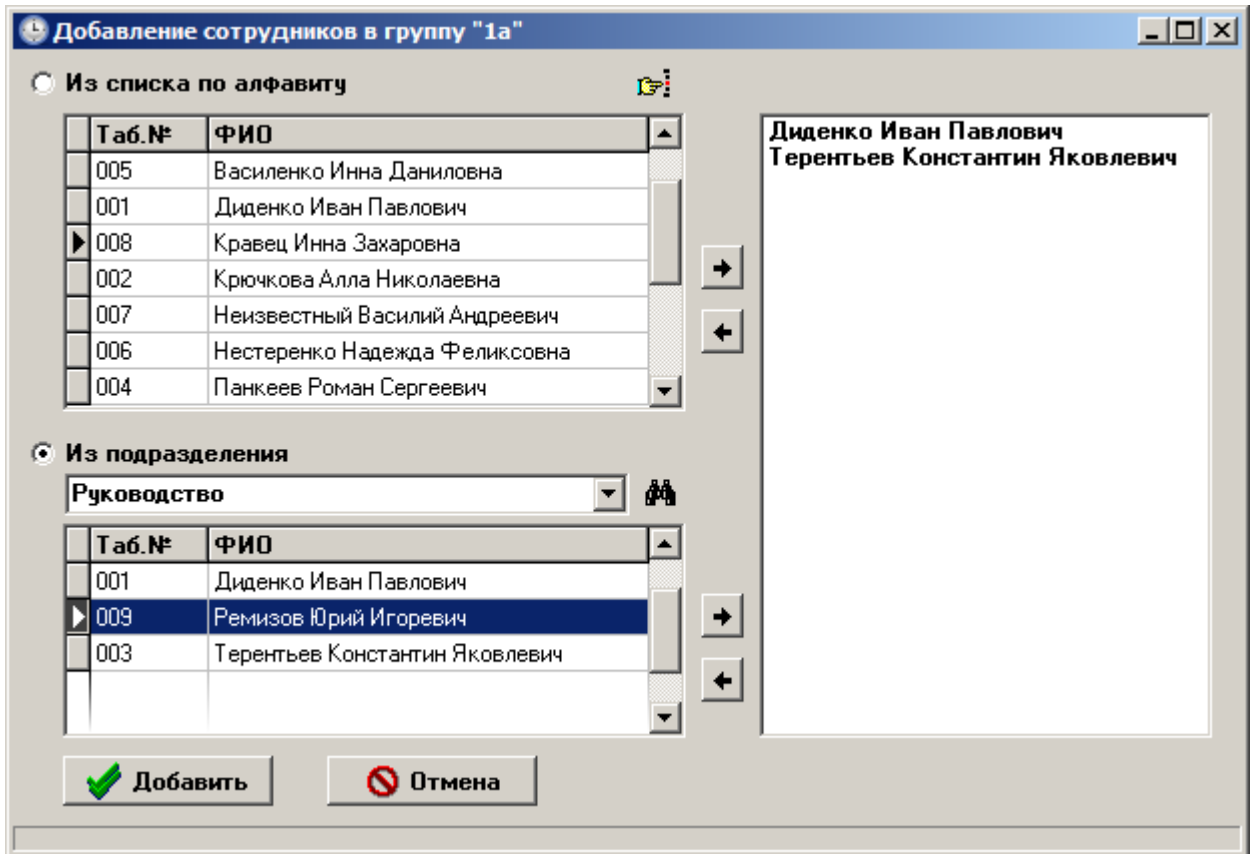 Добавление сотрудников в группу "1а"
Из списка по алфавиту
Таб.№ ФИО
005 Василенко Инна Даниловна
001 Диденко Иван Павлович
008 Кравец Инна Захаровна
002 Крючкова Алла Николаевна
007 Неизвестный Василий Андреевич
006 Нестеренко Надежда Феликсовна
004 Панкеев Роман Сергеевич
Из подразделения
Руководство
Таб.№ ФИО
001 Диденко Иван Павлович
009 Ремизов Юрий Игоревич
003 Терентьев Константин Яковлевич
Диденко Иван Павлович
Терентьев Константин Яковлевич
Добавить Отмена